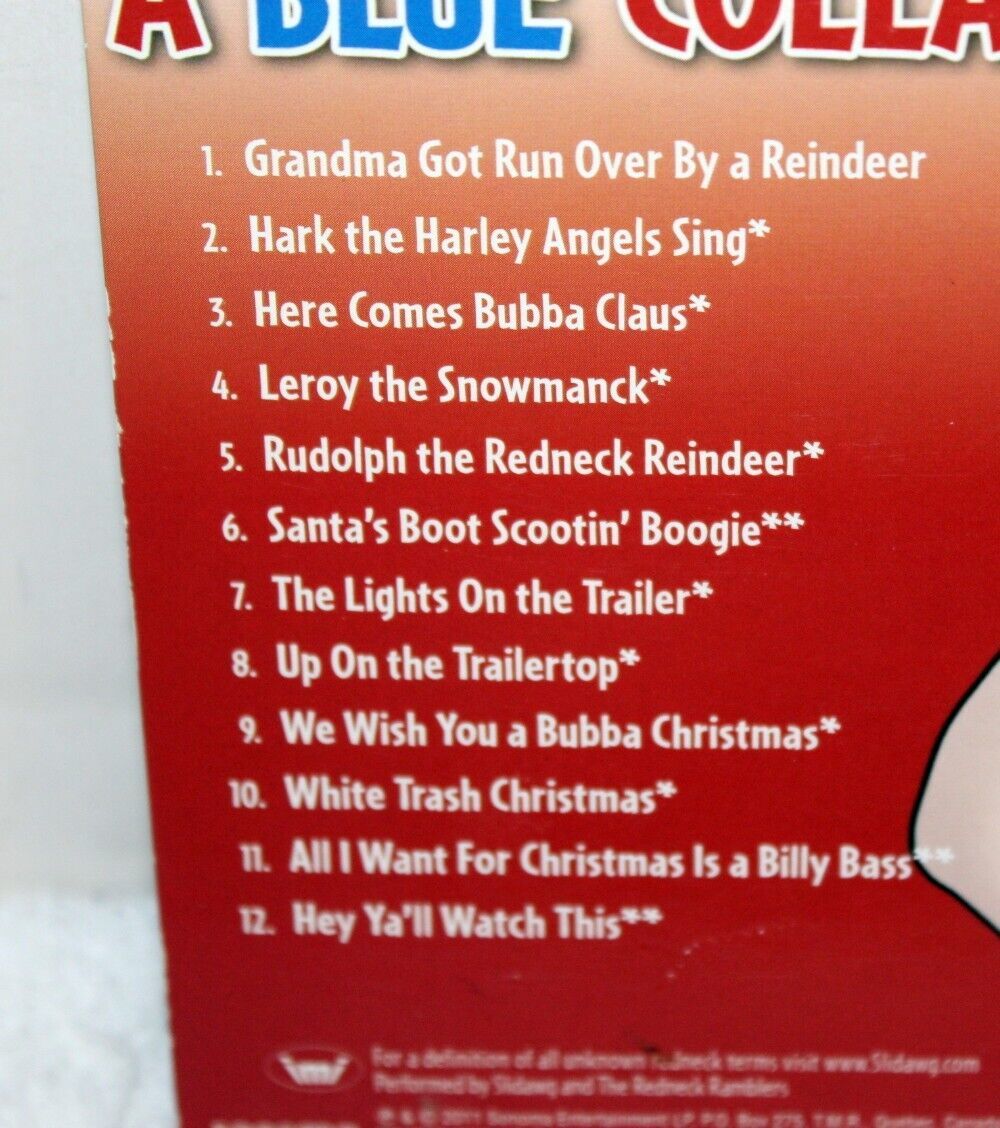 A BLUE COLLA
1. Grandma Got Run Over By a Reindeer
2. Hark the Harley Angels Sing*
3. Here Comes Bubba Claus*
4. Leroy the Snowmanck*
5. Rudolph the Redneck Reindeer*
6. Santa's Boot Scootin' Boogie**
7. The Lights On the Trailer*
8. Up On the Trailertop*
9. We Wish You a Bubba Christmas*
10. White Trash Christmas*
11. All I Want For Christmas Is a Billy Bass**
12. Hey Ya'll Watch This**
For a definition of all unknown redneck terms visit www.Slidawg.com
Performed by Slidawg and The Redneck Ramblers
℗ & © 2011 Sonoma Entertainment LP. P.O. Box 275, T.M.R., Quebec, Canada